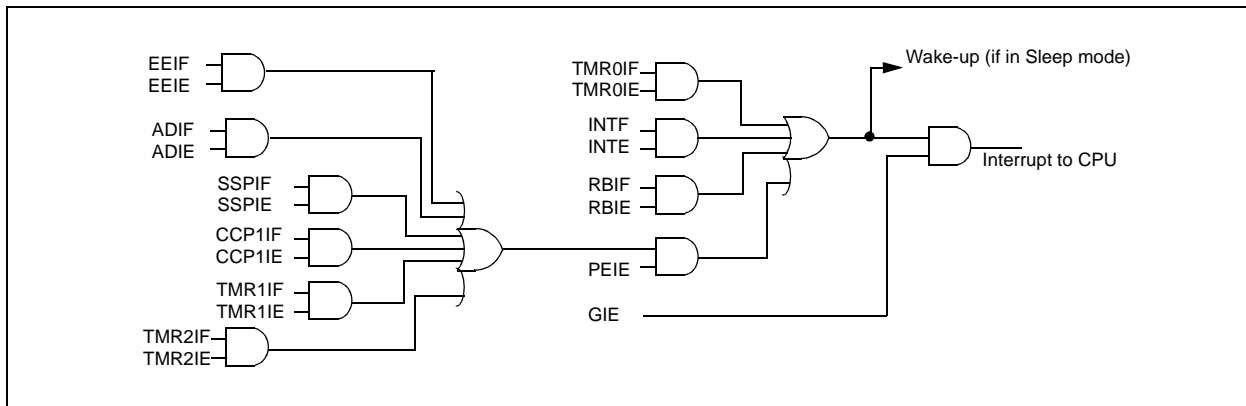 EEIF
EEIE
ADIF
ADIE
SSPIF
SSPIE
CCP1IF
CCP1IE
TMR1IF
TMR1IE
TMR2IF
TMR2IE
TMR0IF
TMR0IE
INTF
INTE
RBIF
RBIE
PEIE
GIE
Wake-up (if in Sleep mode)
Interrupt to CPU